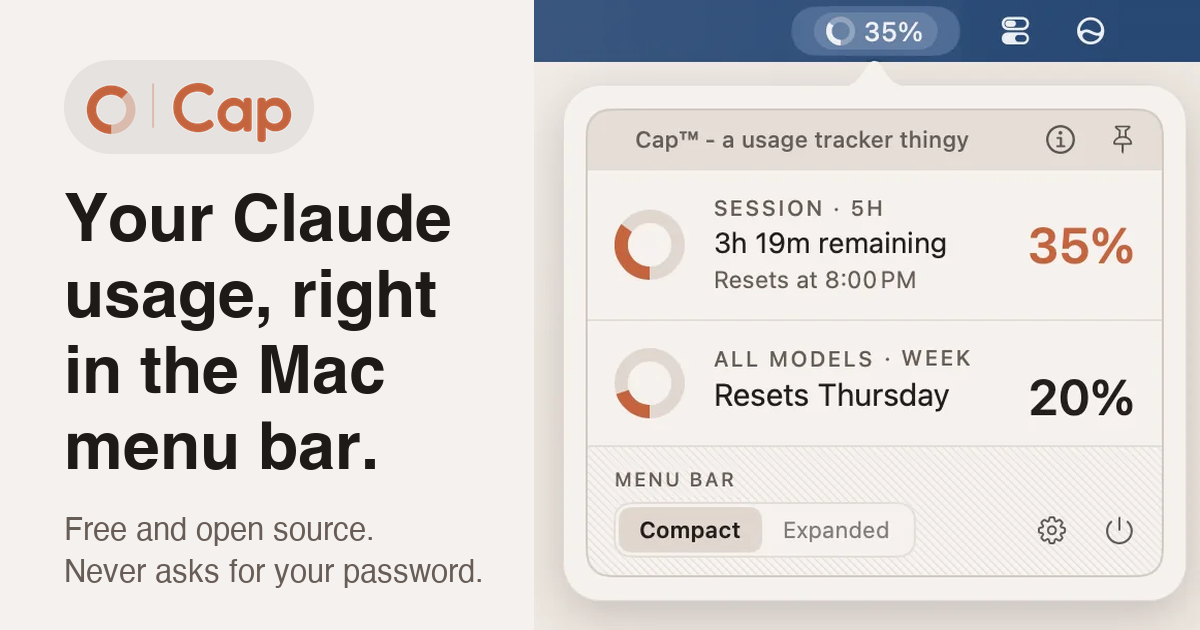 Cap
Your Claude
usage, right
in the Mac
menu bar.
Free and open source.
Never asks for your password.
35%
Cap™ - a usage tracker thingy
SESSION · 5H
3h 19m remaining
Resets at 8:00 PM
35%
ALL MODELS · WEEK
Resets Thursday
20%
MENU BAR
Compact
Expanded